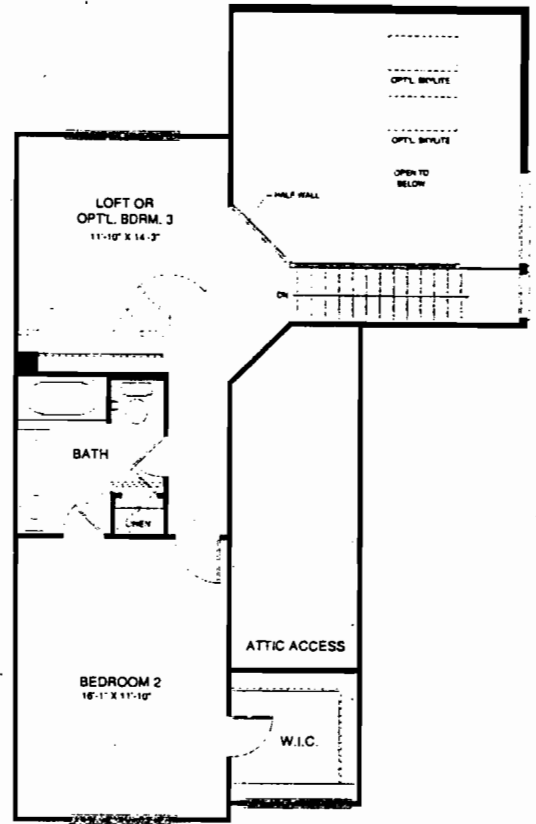 OPT'L. SKYLITE
OPT'L. SKYLITE
OPEN TO
BELOW
HALF WALL
LOFT OR
OPT'L. BDRM. 3
11'-10" X 14'-3"
DN
BATH
LINEN
ATTIC ACCESS
BEDROOM 2
16'-1" X 11'-10"
W.I.C.